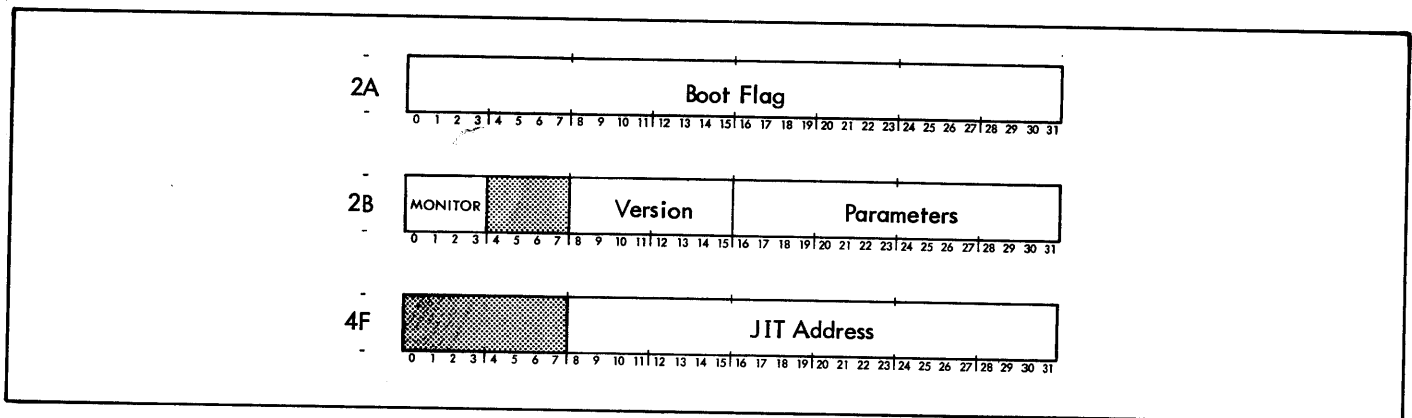 2A
Boot Flag
0 1 2 3 4 5 6 7 8 9 10 11 12 13 14 15 16 17 18 19 20 21 22 23 24 25 26 27 28 29 30 31
2B
MONITOR Version Parameters
0 1 2 3 4 5 6 7 8 9 10 11 12 13 14 15 16 17 18 19 20 21 22 23 24 25 26 27 28 29 30 31
4F
JIT Address
0 1 2 3 4 5 6 7 8 9 10 11 12 13 14 15 16 17 18 19 20 21 22 23 24 25 26 27 28 29 30 31